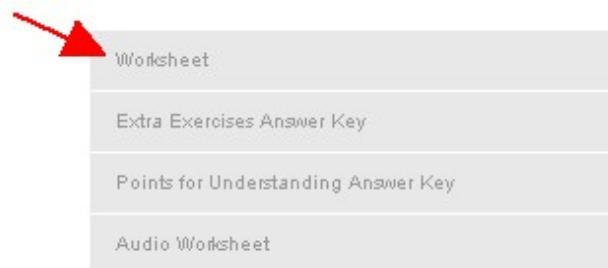 Worksheet
Extra Exercises Answer Key
Points for Understanding Answer Key
Audio Worksheet